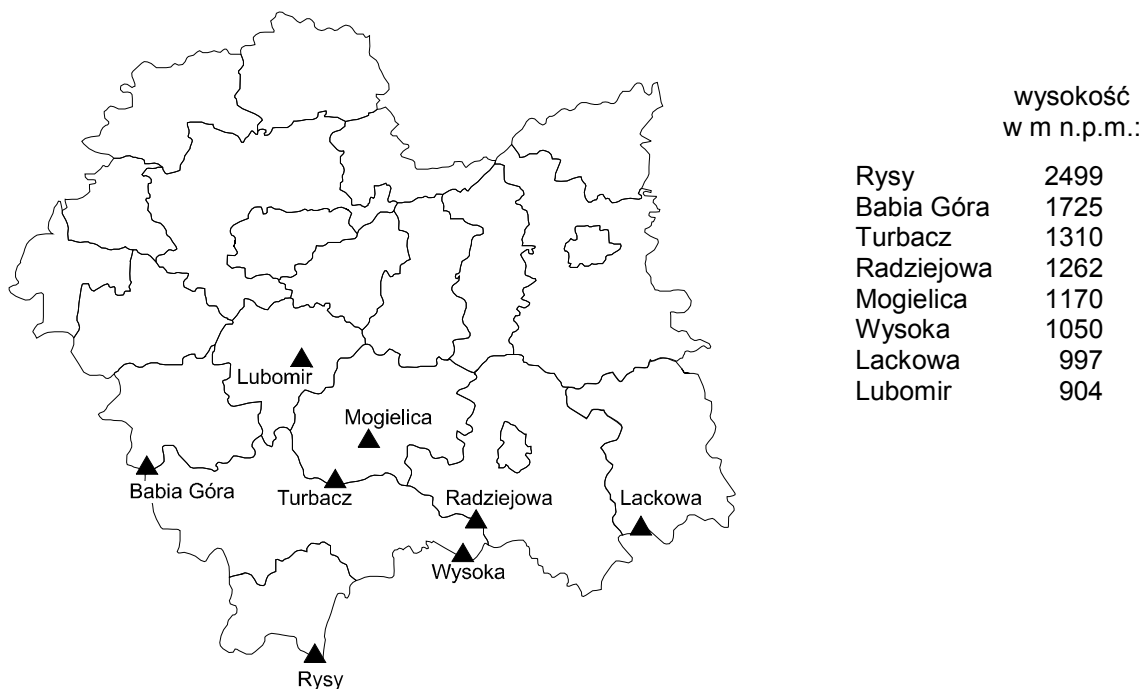 wysokość
w m n.p.m.:
Rysy 2499
Babia Góra 1725
Turbacz 1310
Radziejowa 1262
Mogielica 1170
Wysoka 1050
Lackowa 997
Lubomir 904
Lubomir
Mogielica
Babia Góra
Turbacz
Radziejowa
Lackowa
Wysoka
Rysy